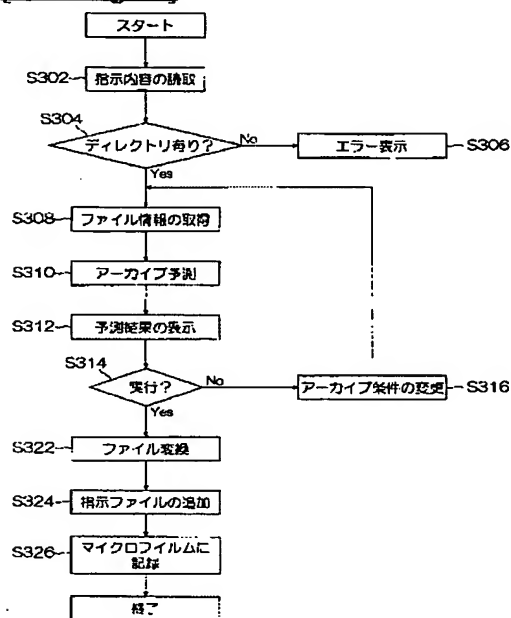 スタート
S302
指示内容の読取
S304
ディレクトリ有り?
No
エラー表示
S306
Yes
S308
ファイル情報の取得
S310
アーカイブ予測
S312
予測結果の表示
S314
実行?
No
アーカイブ条件の変更
S316
Yes
S322
ファイル変換
S324
指示ファイルの追加
S326
マイクロフイルムに
記録
終了